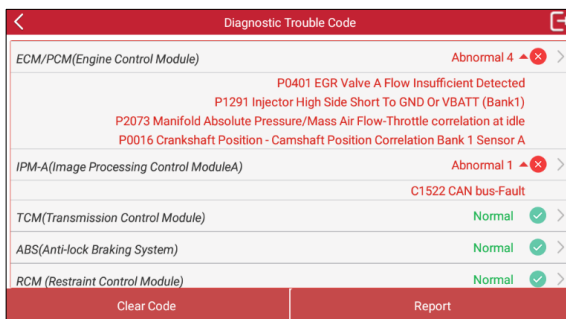 Diagnostic Trouble Code
ECM/PCM(Engine Control Module) Abnormal 4
P0401 EGR Valve A Flow Insufficient Detected
P1291 Injector High Side Short To GND Or VBATT (Bank1)
P2073 Manifold Absolute Pressure/Mass Air Flow-Throttle correlation at idle
P0016 Crankshaft Position - Camshaft Position Correlation Bank 1 Sensor A
IPM-A(Image Processing Control ModuleA) Abnormal 1
C1522 CAN bus-Fault
TCM(Transmission Control Module) Normal
ABS(Anti-lock Braking System) Normal
RCM (Restraint Control Module) Normal
Clear Code Report